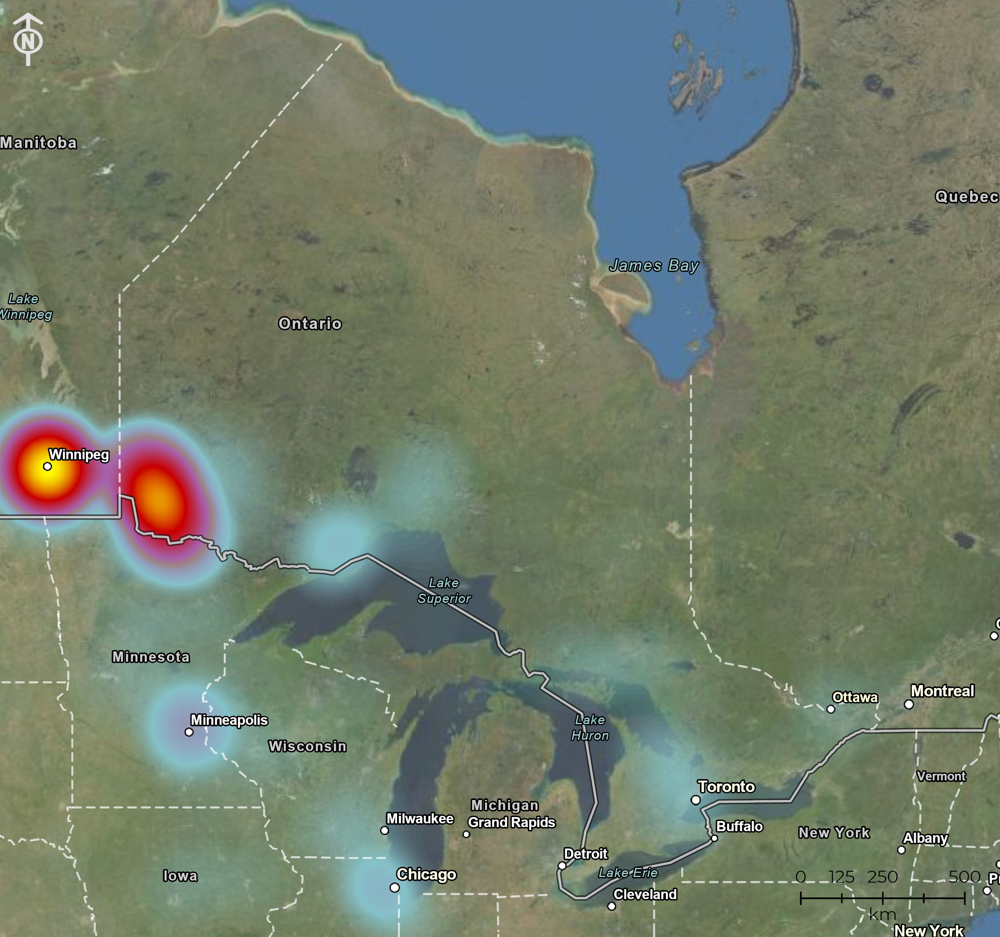 N
Manitoba
Quebec
James Bay
Lake
Winnipeg
Ontario
Winnipeg
Lake
Superior
Minnesota
Ottawa
Montreal
Minneapolis
Lake
Huron
Wisconsin
Toronto
Vermont
Michigan
Milwaukee
Grand Rapids
Buffalo
New York
Albany
Detroit
Chicago
Lake Erie
Iowa
0 125 250 500
Cleveland
km
New York